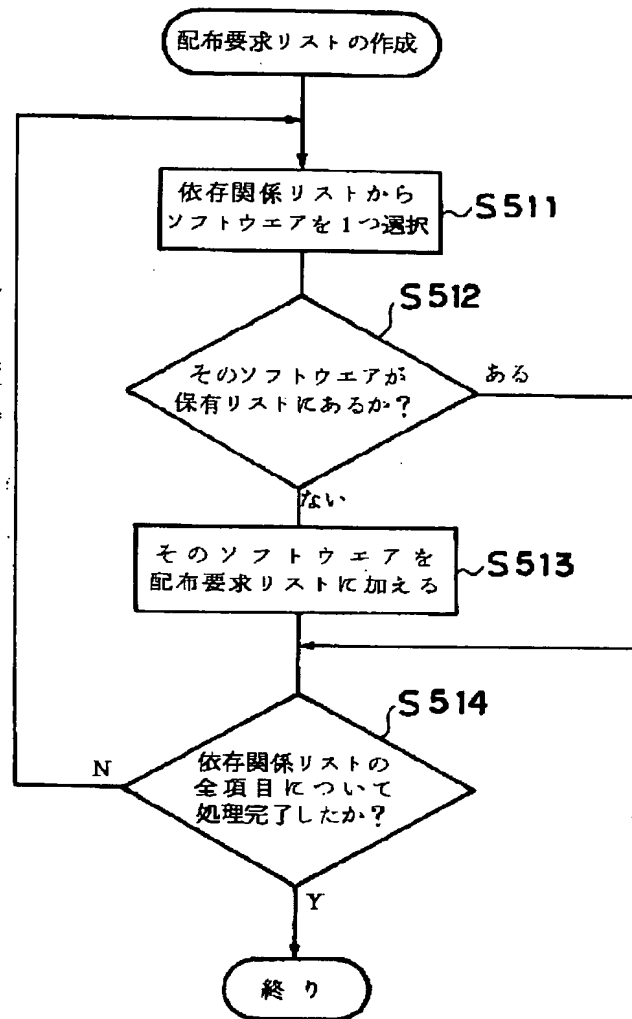 配布要求リストの作成
依存関係リストから
ソフトウエアを1つ選択
S511
S512
そのソフトウエアが
保有リストにあるか?
ある
ない
そのソフトウエアを
配布要求リストに加える
S513
S514
依存関係リストの
全項目について
処理完了したか?
N
Y
終り